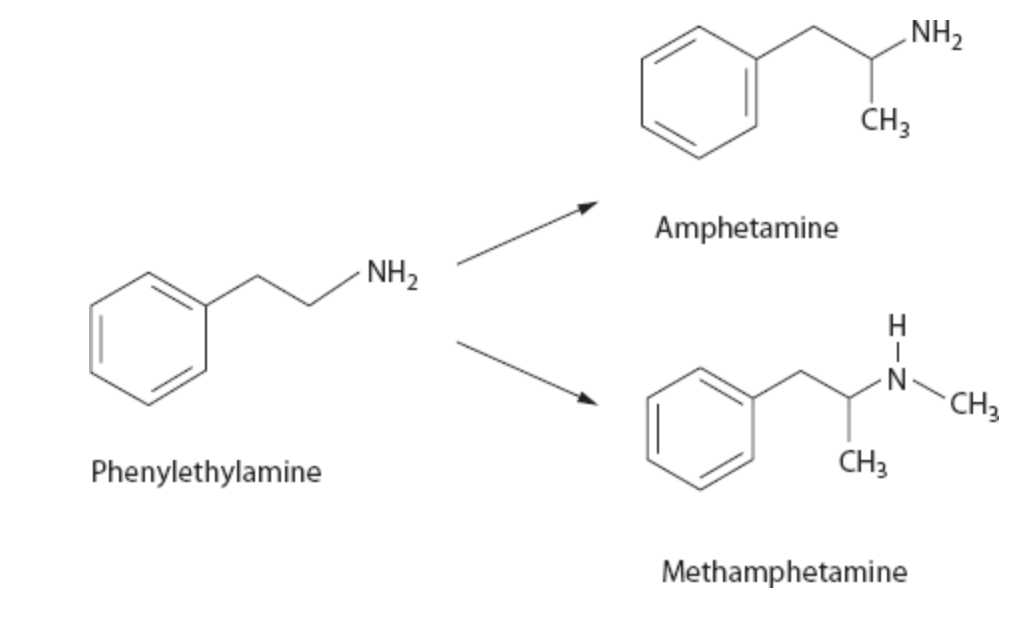 NH₂
CH₃
Amphetamine
NH₂
Phenylethylamine
H
N
CH₃
CH₃
Methamphetamine